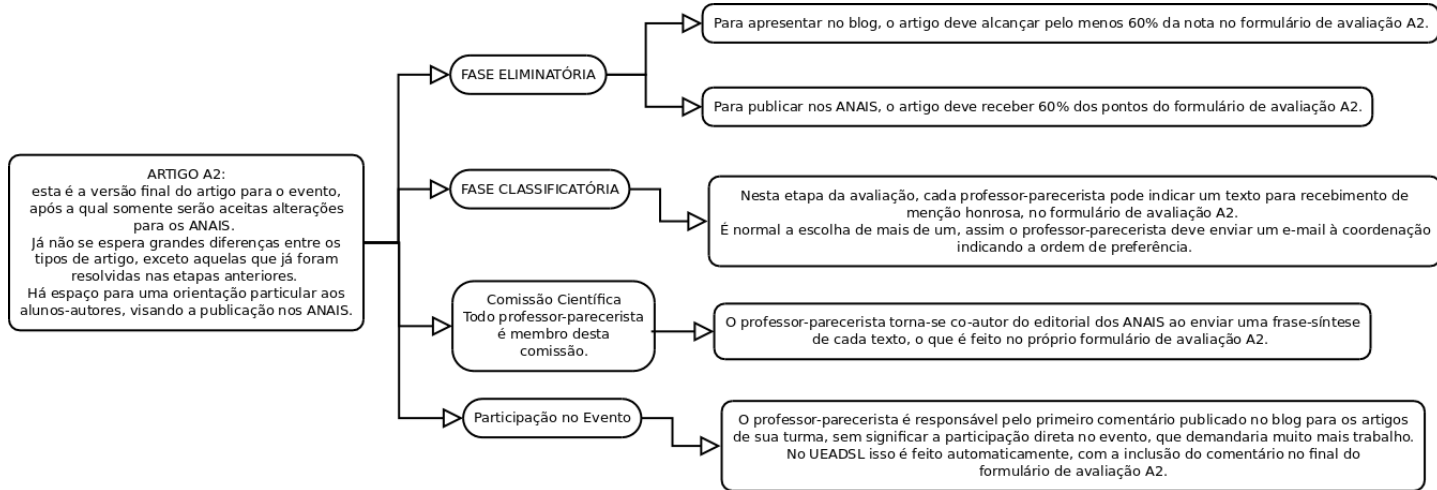 ARTIGO A2:
esta é a versão final do artigo para o evento,
após a qual somente serão aceitas alterações
para os ANAIS.
Já não se espera grandes diferenças entre os
tipos de artigo, exceto aquelas que já foram
resolvidas nas etapas anteriores.
Há espaço para uma orientação particular aos
alunos-autores, visando a publicação nos ANAIS.
FASE ELIMINATÓRIA
Para apresentar no blog, o artigo deve alcançar pelo menos 60% da nota no formulário de avaliação A2.
Para publicar nos ANAIS, o artigo deve receber 60% dos pontos do formulário de avaliação A2.
FASE CLASSIFICATÓRIA
Nesta etapa da avaliação, cada professor-parecerista pode indicar um texto para recebimento de
menção honrosa, no formulário de avaliação A2.
É normal a escolha de mais de um, assim o professor-parecerista deve enviar um e-mail à coordenação
indicando a ordem de preferência.
Comissão Científica
Todo professor-parecerista
é membro desta
comissão.
O professor-parecerista torna-se co-autor do editorial dos ANAIS ao enviar uma frase-síntese
de cada texto, o que é feito no próprio formulário de avaliação A2.
Participação no Evento
O professor-parecerista é responsável pelo primeiro comentário publicado no blog para os artigos
de sua turma, sem significar a participação direta no evento, que demandaria muito mais trabalho.
No UEADSL isso é feito automaticamente, com a inclusão do comentário no final do
formulário de avaliação A2.